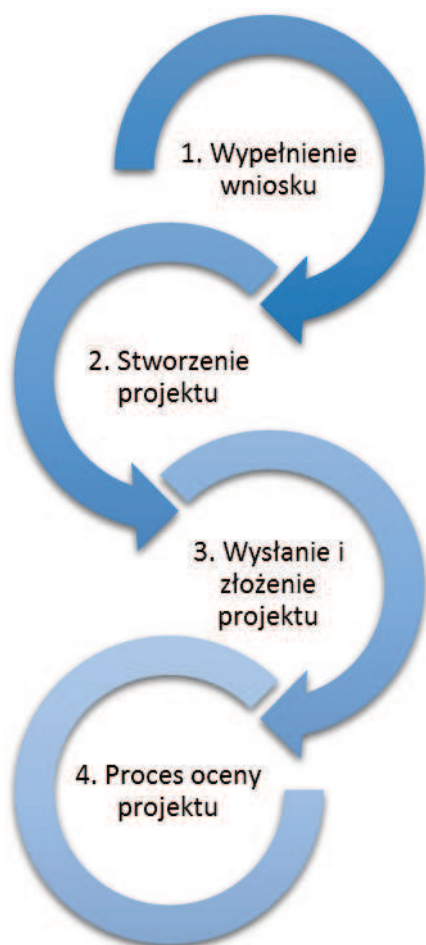 1. Wypełnienie
wniosku
2. Stworzenie
projektu
3. Wysłanie i
złożenie
projektu
4. Proces oceny
projektu